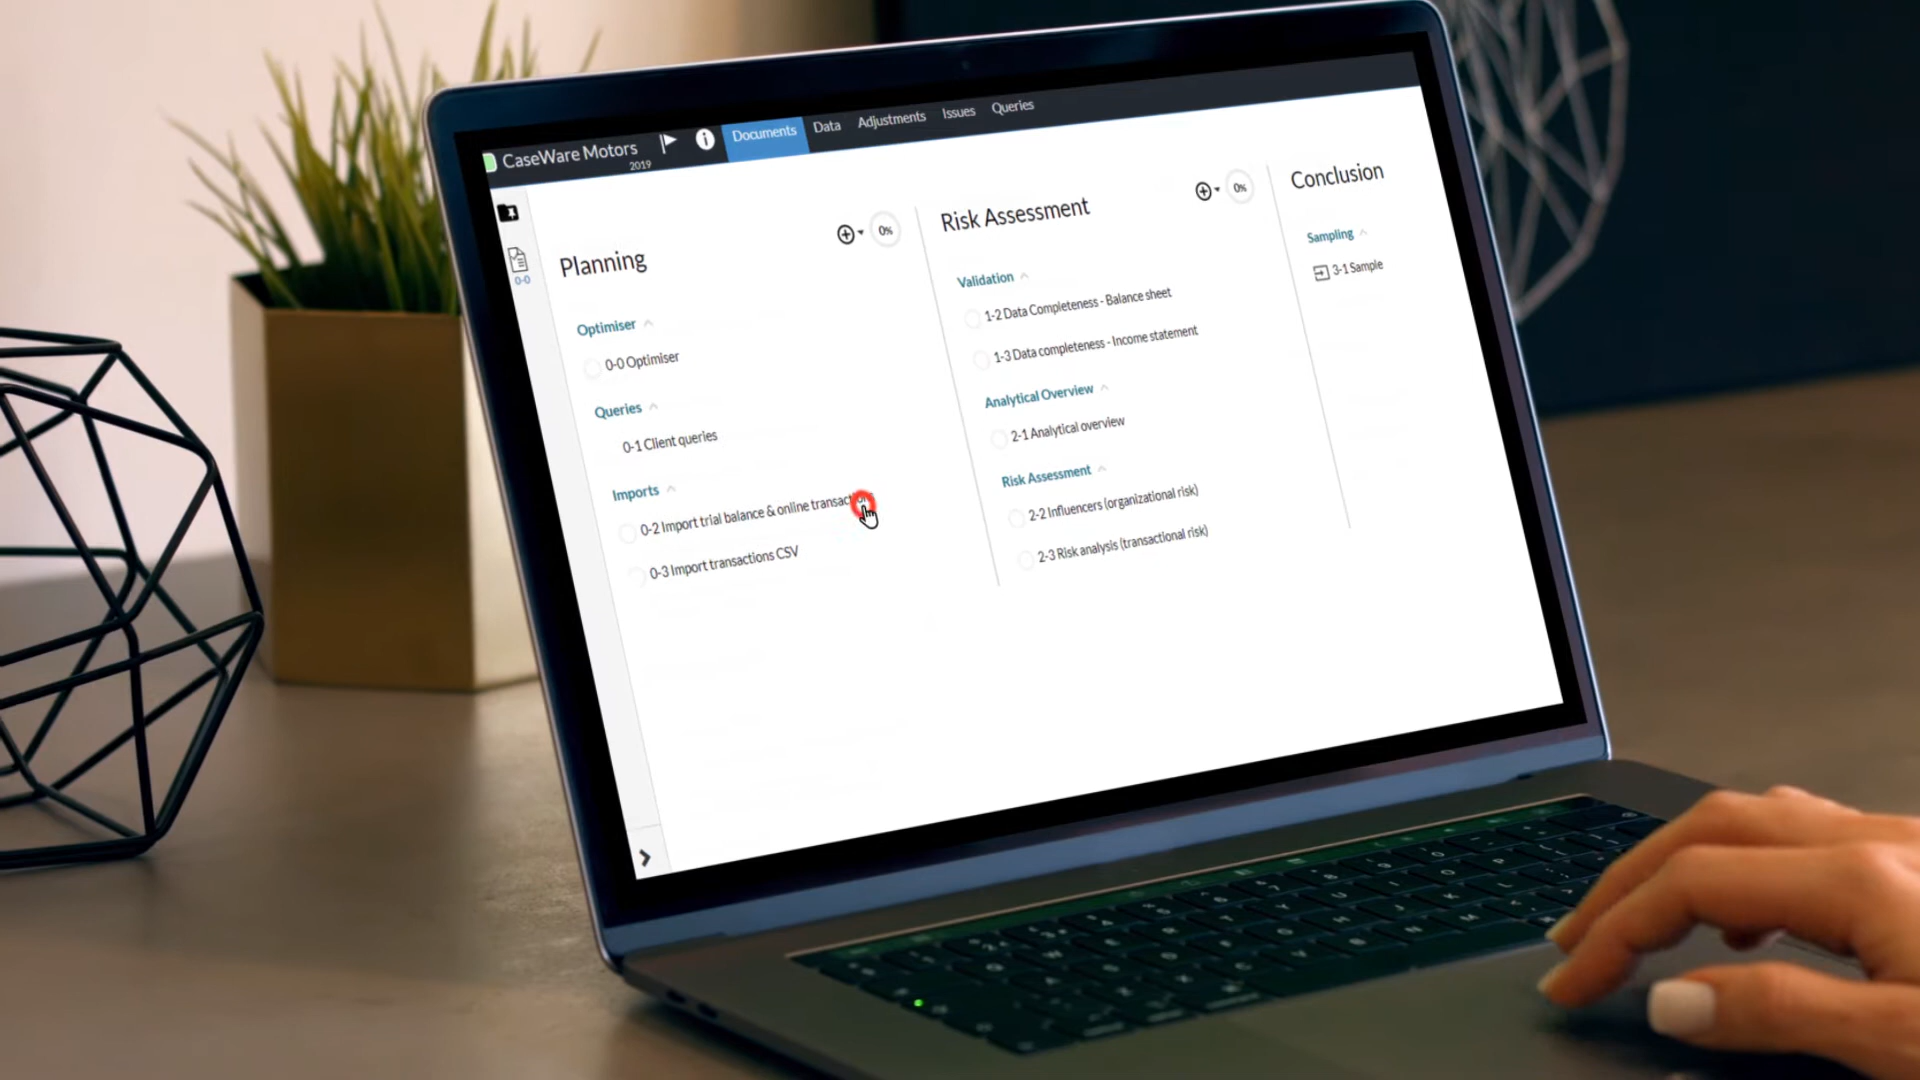 CaseWare Motors
2019
Documents
Data
Adjustments
Issues
Queries
0-0
Planning
0%
Optimiser
0-0 Optimiser
Queries
0-1 Client queries
Imports
0-2 Import trial balance & online transactions
0-3 Import transactions CSV
Risk Assessment
0%
Validation
1-2 Data Completeness - Balance sheet
1-3 Data completeness - Income statement
Analytical Overview
2-1 Analytical overview
Risk Assessment
2-2 Influencers (organizational risk)
2-3 Risk analysis (transactional risk)
Conclusion
Sampling
3-1 Sample